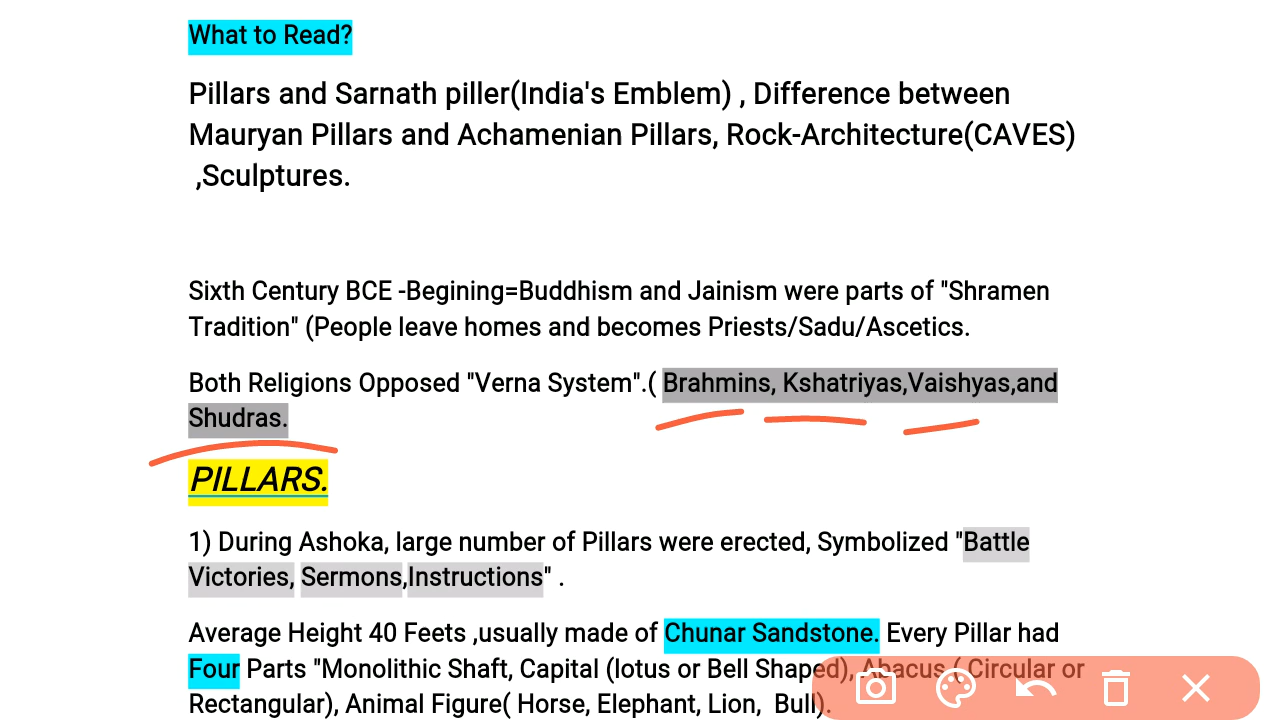 What to Read?
Pillars and Sarnath piller(India's Emblem) , Difference between
Mauryan Pillars and Achamenian Pillars, Rock-Architecture(CAVES)
,Sculptures.
Sixth Century BCE -Begining=Buddhism and Jainism were parts of "Shramen
Tradition" (People leave homes and becomes Priests/Sadu/Ascetics.
Both Religions Opposed "Verna System".( Brahmins, Kshatriyas,Vaishyas,and
Shudras.
PILLARS.
1) During Ashoka, large number of Pillars were erected, Symbolized "Battle
Victories, Sermons,Instructions" .
Average Height 40 Feets ,usually made of Chunar Sandstone. Every Pillar had
Four Parts "Monolithic Shaft, Capital (lotus or Bell Shaped), Abacus ( Circular or
Rectangular), Animal Figure( Horse, Elephant, Lion, Bull).